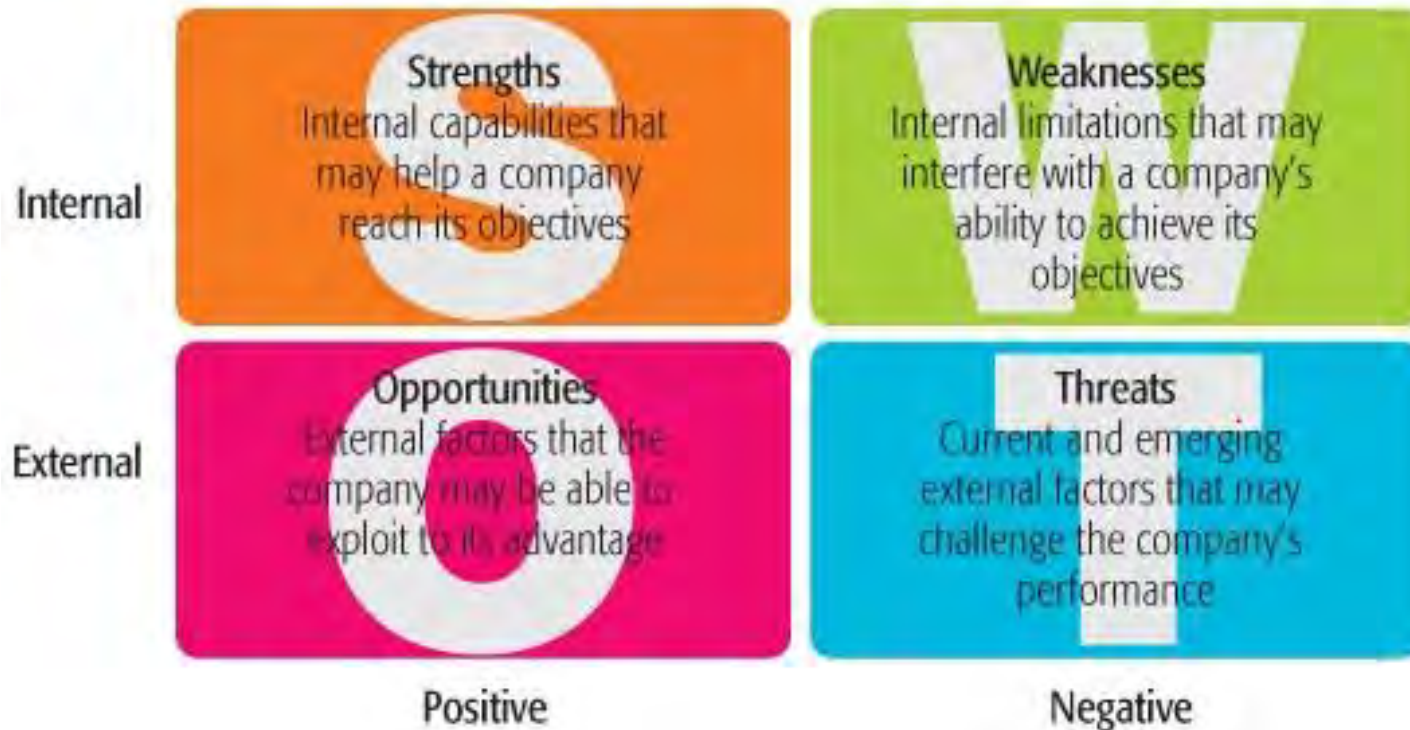 Strengths
Internal capabilities that
may help a company
reach its objectives
Weaknesses
Internal limitations that may
interfere with a company's
ability to achieve its
objectives
Internal
Opportunities
External factors that the
company may be able to
exploit to its advantage
Threats
Current and emerging
external factors that may
challenge the company's
performance
External
Positive
Negative
S
W
O
T